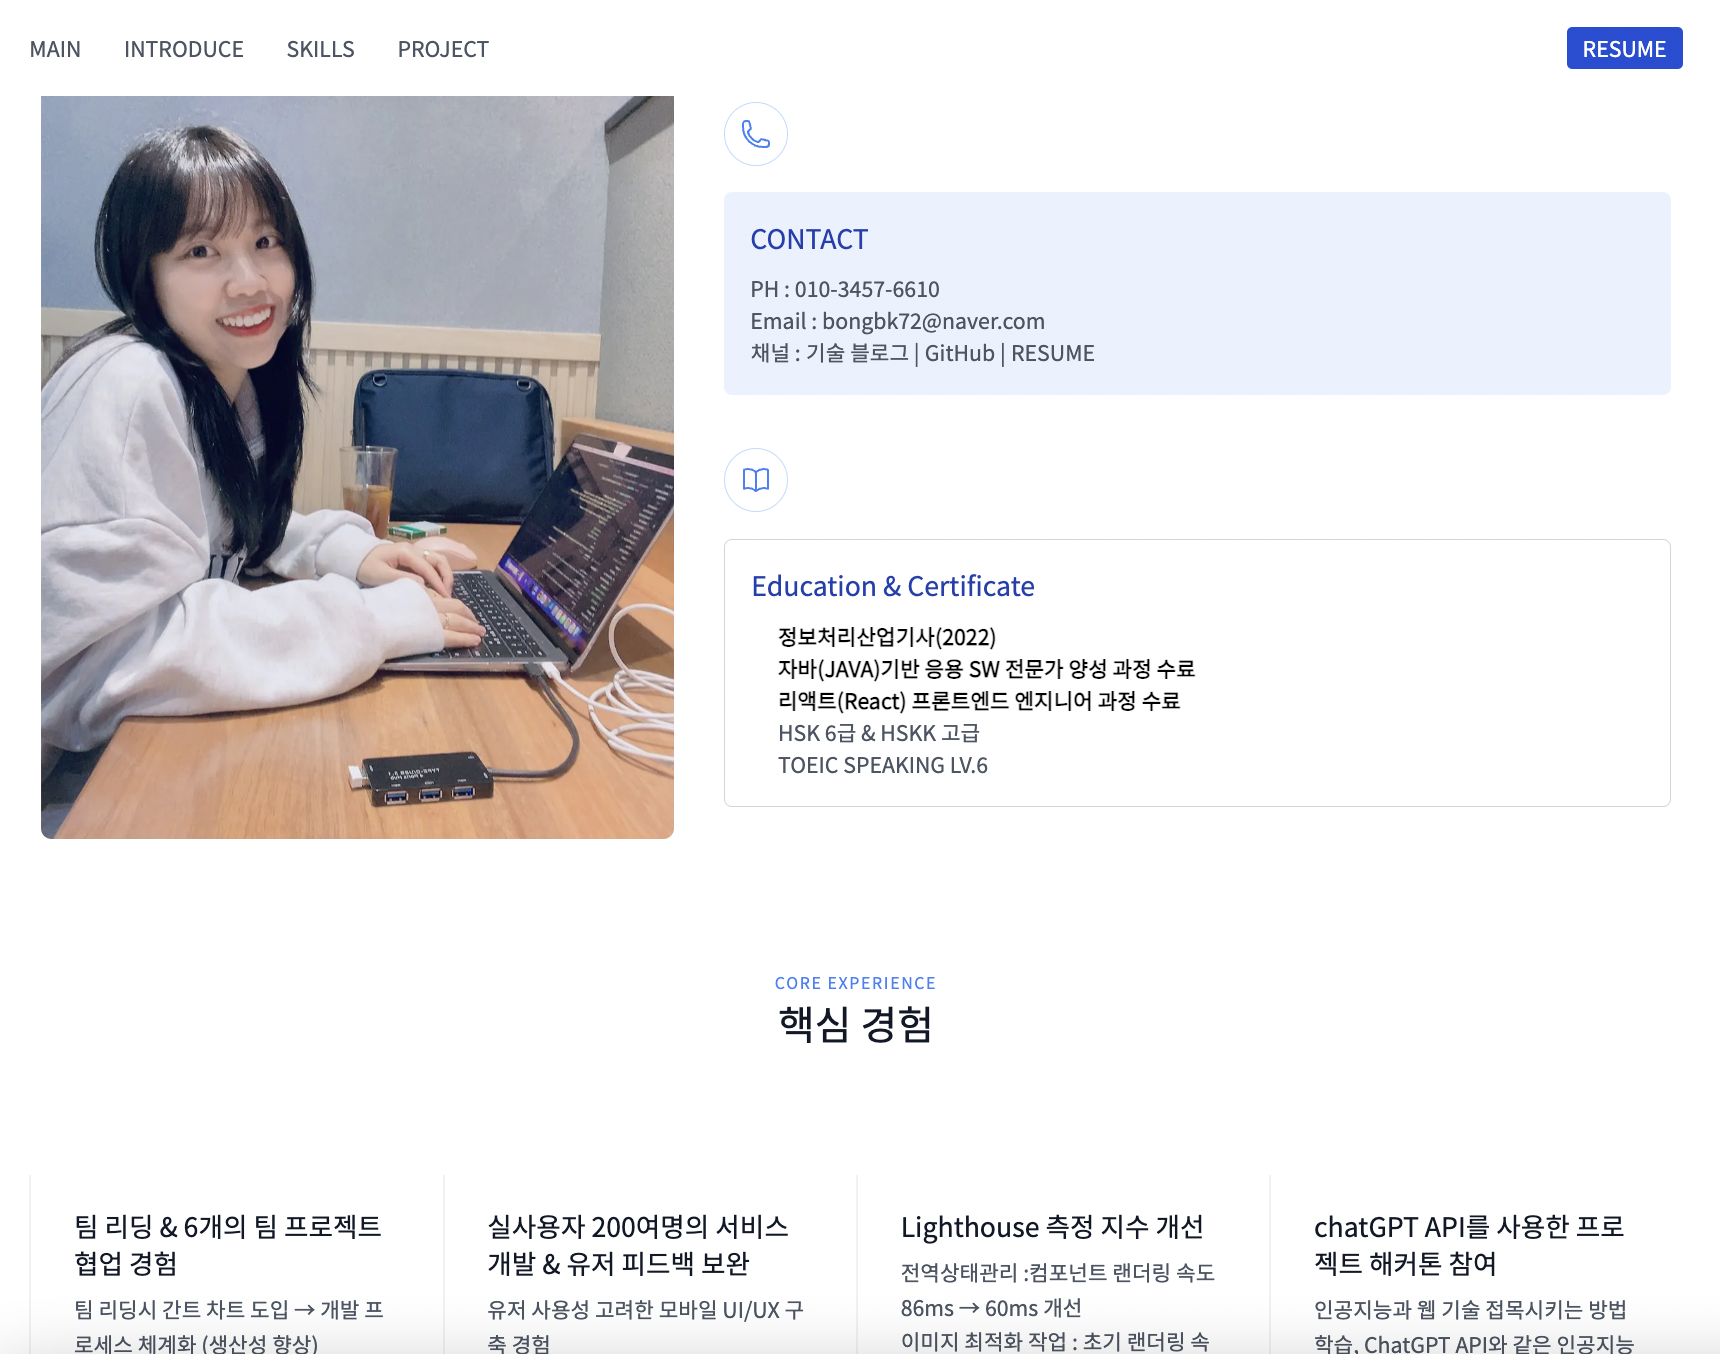 MAIN INTRODUCE SKILLS PROJECT RESUME
CONTACT
PH : 010-3457-6610
Email : bongbk72@naver.com
채널 : 기술 블로그 | GitHub | RESUME
Education & Certificate
정보처리산업기사(2022)
자바(JAVA)기반 응용 SW 전문가 양성 과정 수료
리액트(React) 프론트엔드 엔지니어 과정 수료
HSK 6급 & HSKK 고급
TOEIC SPEAKING LV.6
CORE EXPERIENCE
핵심 경험
팀 리딩 & 6개의 팀 프로젝트
협업 경험
팀 리딩시 간트 차트 도입 → 개발 프
로세스 체계화 (생산성 향상)
실사용자 200여명의 서비스
개발 & 유저 피드백 보완
유저 사용성 고려한 모바일 UI/UX 구
축 경험
Lighthouse 측정 지수 개선
전역상태관리 :컴포넌트 랜더링 속도
86ms → 60ms 개선
이미지 최적화 작업 : 초기 랜더링 속
chatGPT API를 사용한 프로
젝트 해커톤 참여
인공지능과 웹 기술 접목시키는 방법
학습, ChatGPT API와 같은 인공지능